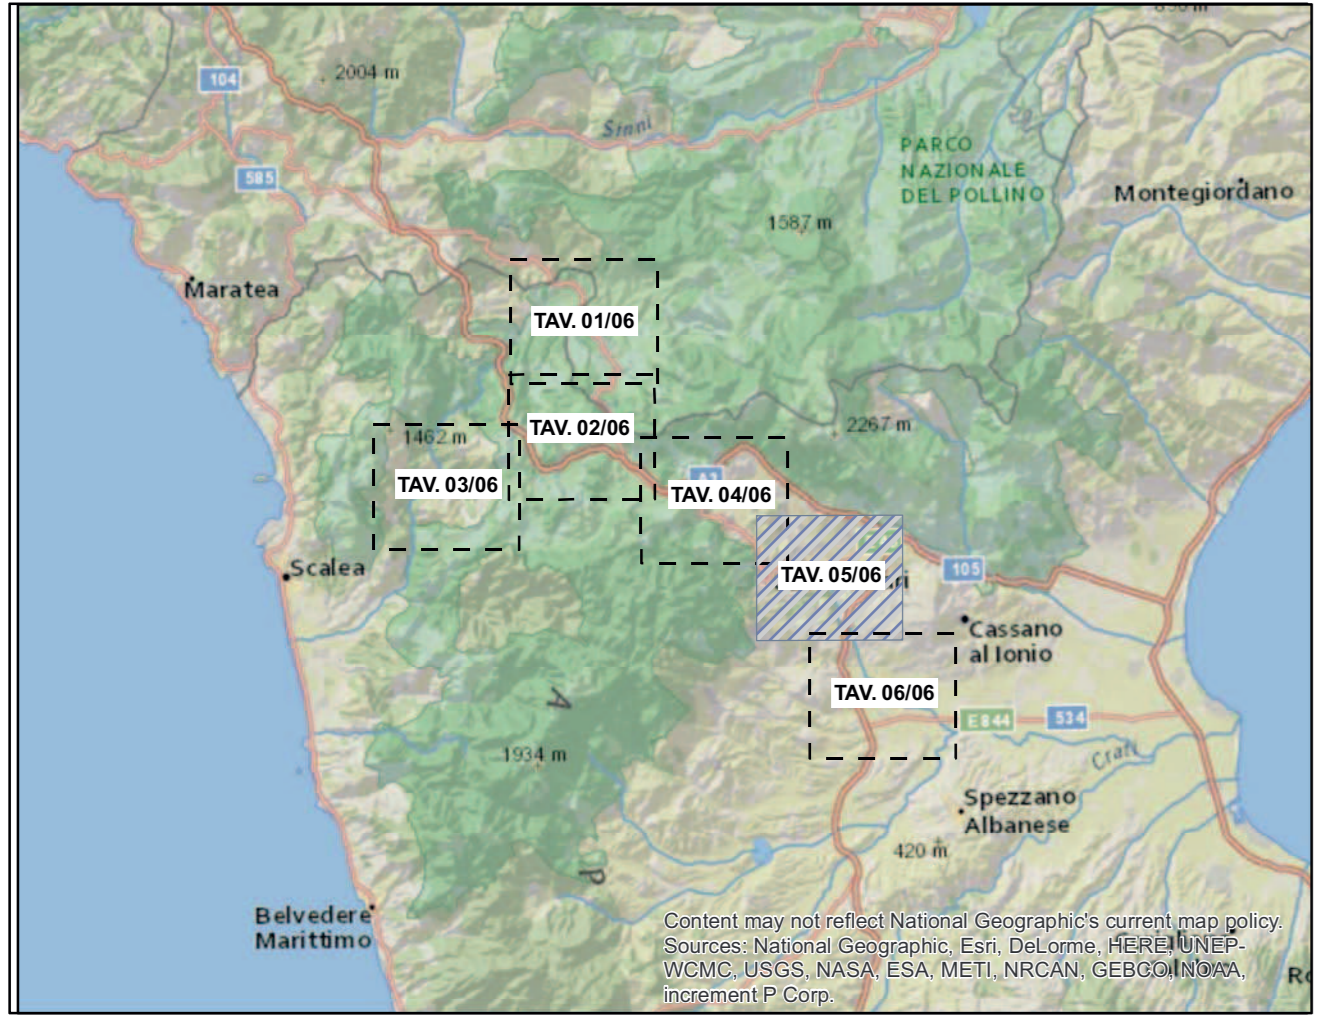 2004 m
104
Sinni
PARCO
NAZIONALE
DEL POLLINO
585
Montegiordano
1587 m
Maratea
TAV. 01/06
2267 m
TAV. 02/06
1462 m
TAV. 03/06
TAV. 04/06
Scalea
105
TAV. 05/06
ri
Cassano
al Ionio
TAV. 06/06
E844
534
A
1934 m
Crati
Spezzano
Albanese
420 m
P
Belvedere
Marittimo
Content may not reflect National Geographic's current map policy.
Sources: National Geographic, Esri, DeLorme, HERE, UNEP-
WCMC, USGS, NASA, ESA, METI, NRCAN, GEBCO, NOAA,
increment P Corp.
Ro